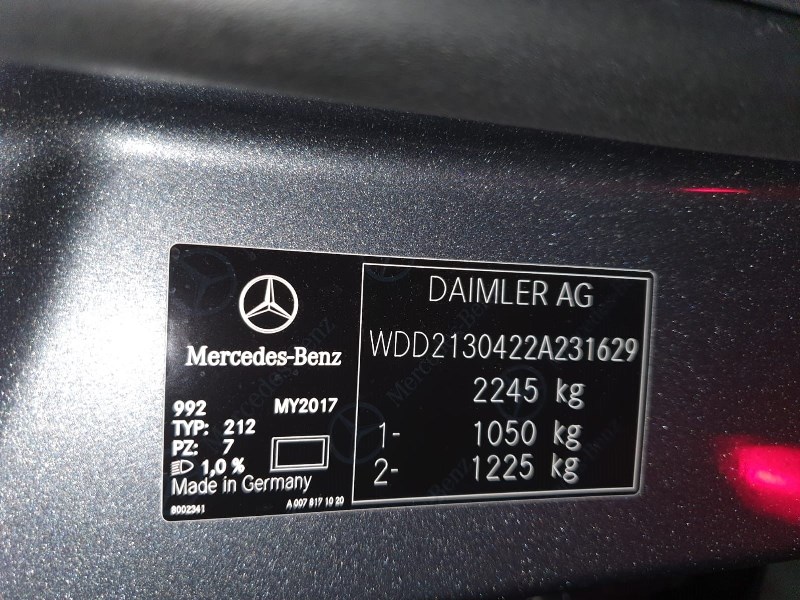 Mercedes-Benz
992 MY2017
TYP: 212
PZ: 7
1,0 %
Made in Germany
8002341 A 007 817 10 20
DAIMLER AG
WDD2130422A231629
2245 kg
1- 1050 kg
2- 1225 kg